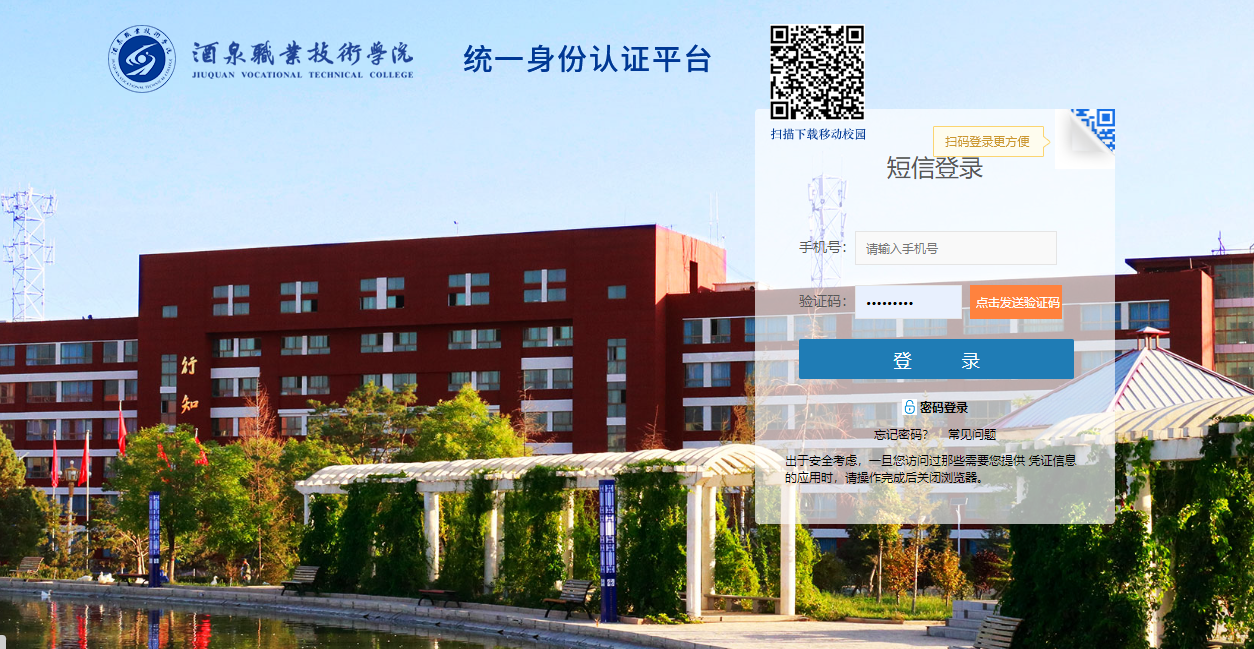 酒泉職業技術學院
JIUQUAN VOCATIONAL TECHNICAL COLLEGE
统一身份认证平台
扫描下载移动校园
扫码登录更方便
短信登录
手机号：
请输入手机号
验证码：
•••••••••
点击发送验证码
登 录
密码登录
忘记密码？ 常见问题
出于安全考虑，一旦您访问过那些需要您提供 凭证信息
的应用时，请操作完成后关闭浏览器。
行知